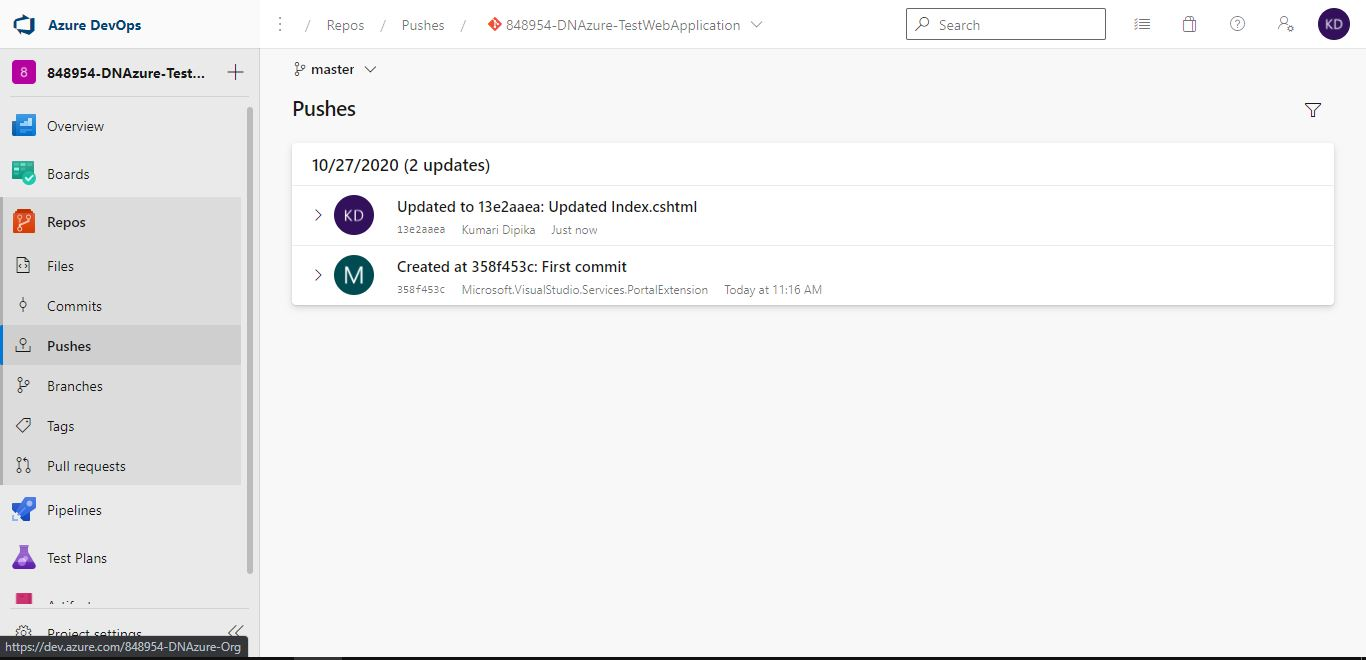 Azure DevOps
/ Repos / Pushes / 848954-DNAzure-TestWebApplication
Search
KD
8 848954-DNAzure-Test...
Overview
Boards
Repos
Files
Commits
Pushes
Branches
Tags
Pull requests
Pipelines
Test Plans
Artifacts
Project settings
https://dev.azure.com/848954-DNAzure-Org
master
Pushes
10/27/2020 (2 updates)
KD
Updated to 13e2aaea: Updated Index.cshtml
13e2aaea Kumari Dipika Just now
M
Created at 358f453c: First commit
358f453c Microsoft.VisualStudio.Services.PortalExtension Today at 11:16 AM